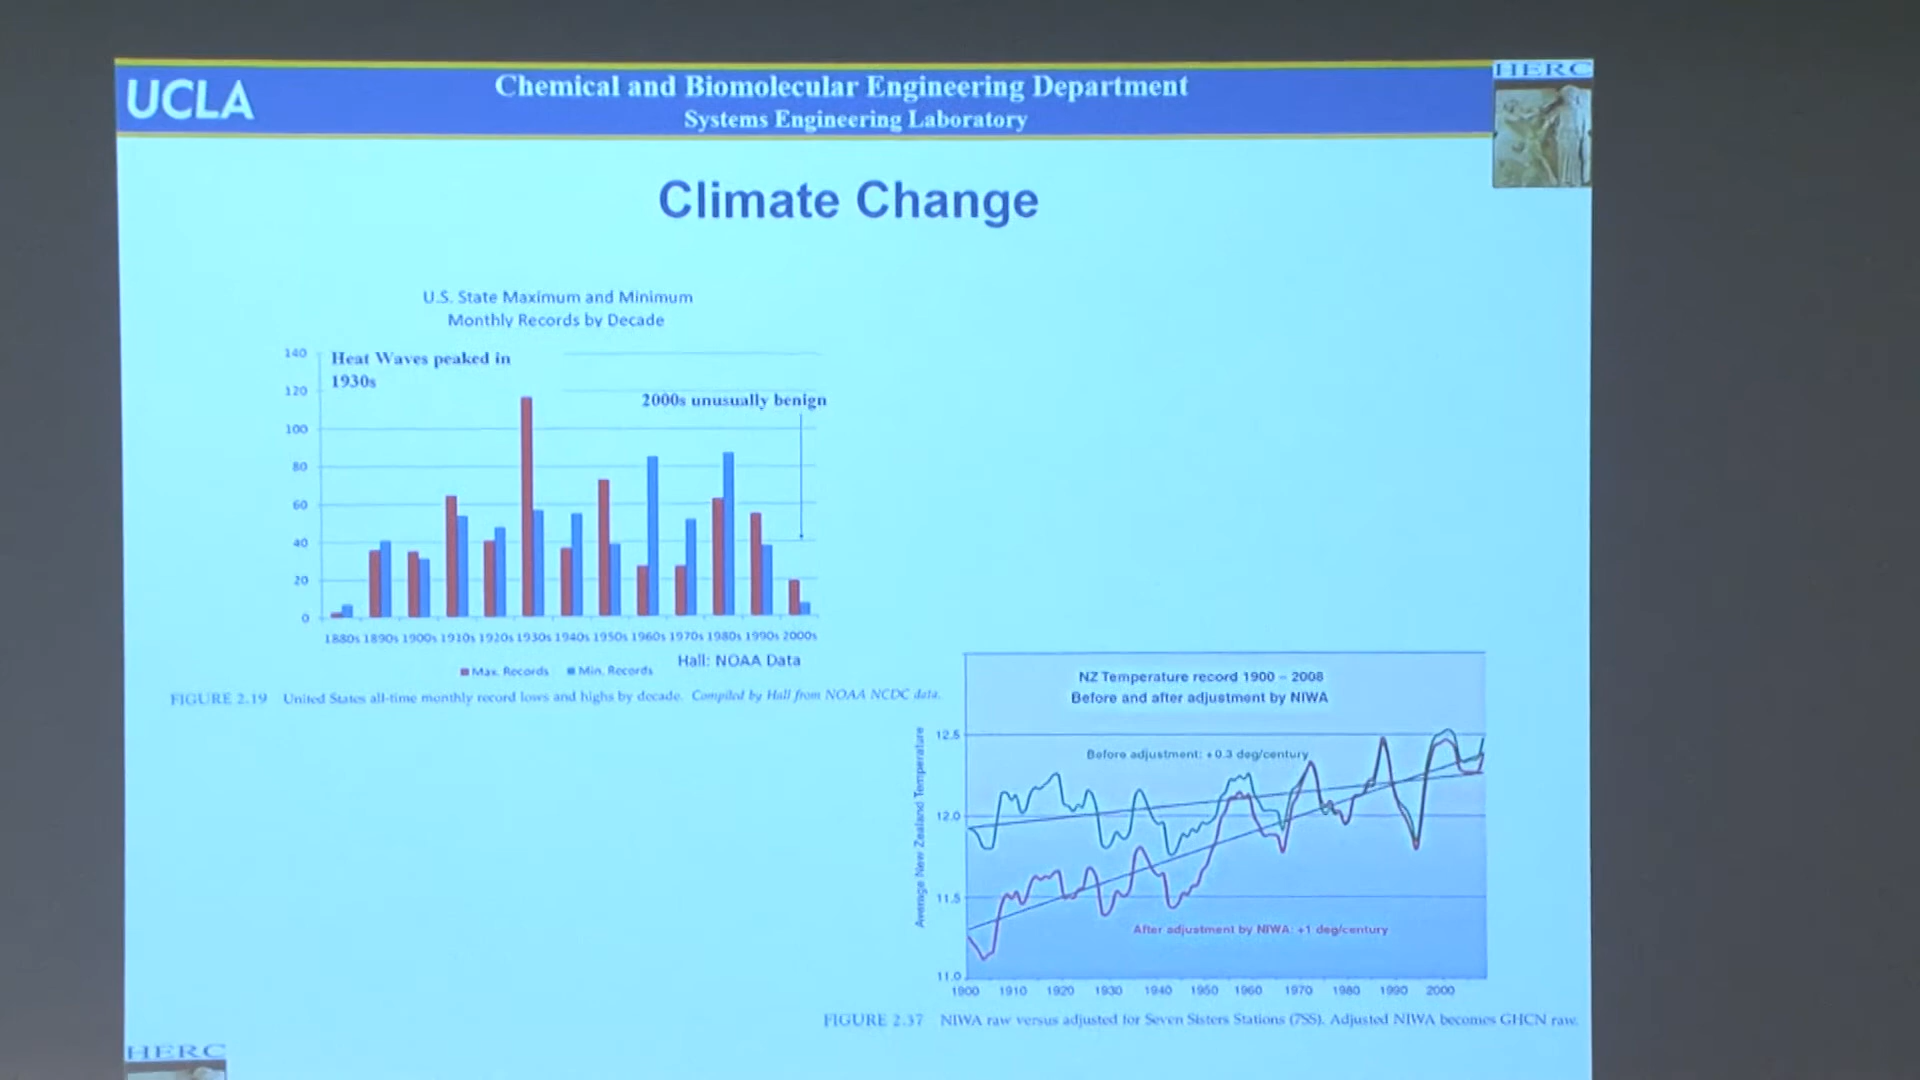 UCLA
Chemical and Biomolecular Engineering Department
Systems Engineering Laboratory
HERC
Climate Change
U.S. State Maximum and Minimum
Monthly Records by Decade
Heat Waves peaked in
1930s
2000s unusually benign
140
120
100
80
60
40
20
0
1880s 1890s 1900s 1910s 1920s 1930s 1940s 1950s 1960s 1970s 1980s 1990s 2000s
Max. Records Min. Records
Hall: NOAA Data
FIGURE 2.19 United States all-time monthly record lows and highs by decade. Compiled by Hall from NOAA NCDC data.
NZ Temperature record 1900 – 2008
Before and after adjustment by NIWA
Average New Zealand Temperature
12.5
12.0
11.5
11.0
Before adjustment: +0.3 deg/century
After adjustment by NIWA: +1 deg/century
1900 1910 1920 1930 1940 1950 1960 1970 1980 1990 2000
FIGURE 2.37 NIWA raw versus adjusted for Seven Sisters Stations (7SS). Adjusted NIWA becomes GHCN raw.
HERC